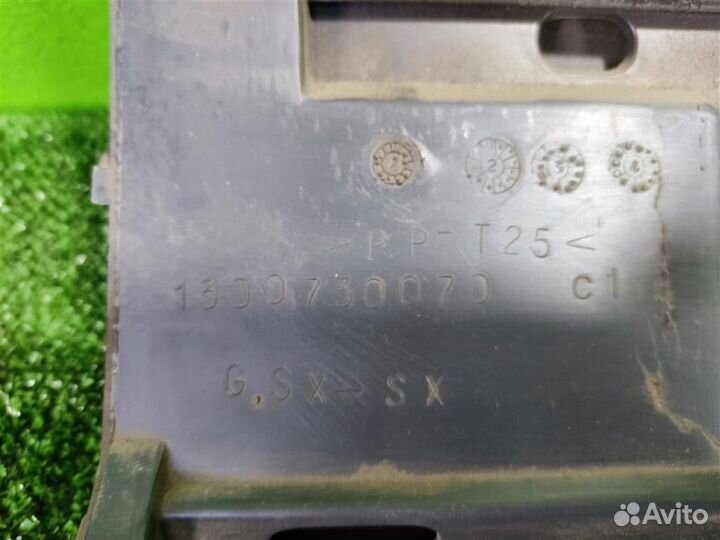 >PP-T25<
1300730070 c1
G.SX-SX
Avito